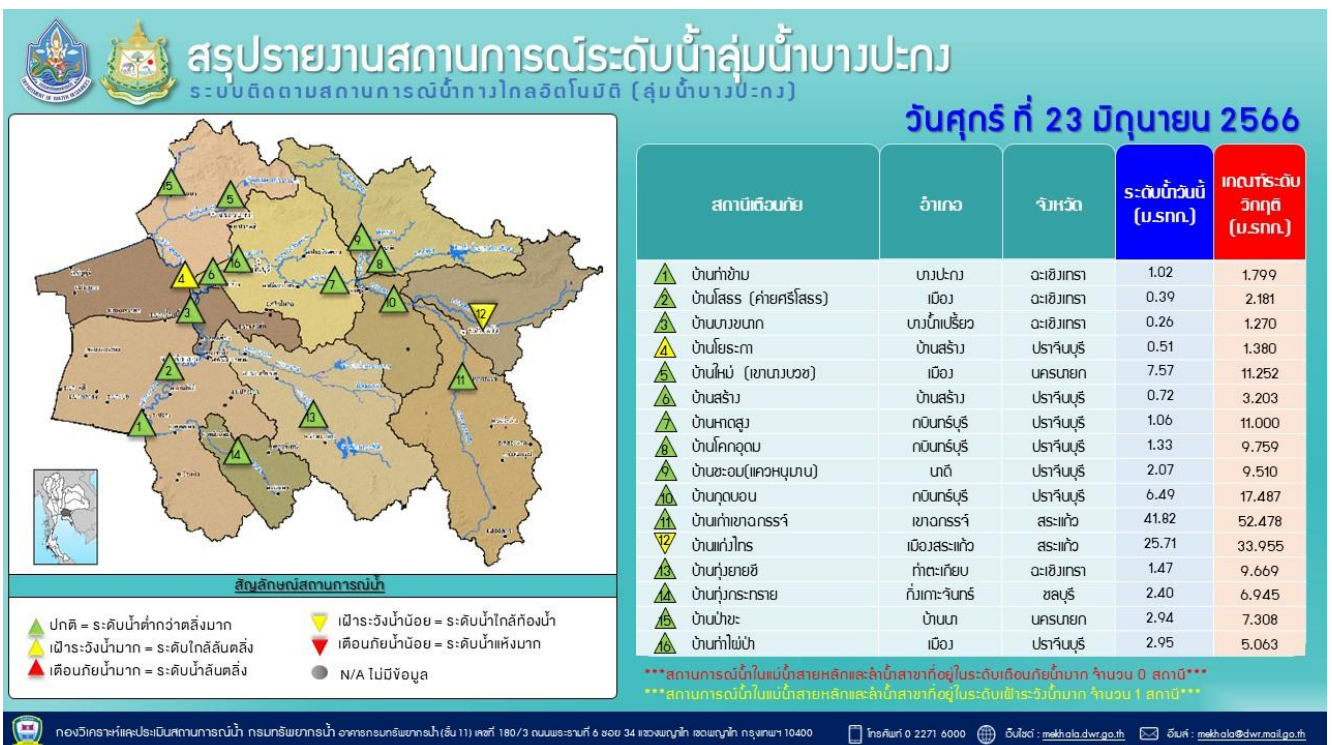 สรุปรายงานสถานการณ์ระดับน้ำลุ่มน้ำบางปะกง
ระบบติดตามสถานการณ์น้ำทางไกลอัตโนมัติ (ลุ่มน้ำบางปะกง)
วันศุกร์ ที่ 23 มิถุนายน 2566
สถานีเตือนภัย อำเภอ จังหวัด ระดับน้ำวันนี้ (ม.รทก.) เกณฑ์ระดับวิกฤติ (ม.รทก.)
1 บ้านท่าข้าม บางปะกง ฉะเชิงเทรา 1.02 1.799
2 บ้านโสธร (ค่ายศรีโสธร) เมือง ฉะเชิงเทรา 0.39 2.181
3 บ้านบางขนาก บางน้ำเปรี้ยว ฉะเชิงเทรา 0.26 1.270
4 บ้านโยธะกา บ้านสร้าง ปราจีนบุรี 0.51 1.380
5 บ้านใหม่ (เขานางบวช) เมือง นครนายก 7.57 11.252
6 บ้านสร้าง บ้านสร้าง ปราจีนบุรี 0.72 3.203
7 บ้านหาดสูง กบินทร์บุรี ปราจีนบุรี 1.06 11.000
8 บ้านโคกอุดม กบินทร์บุรี ปราจีนบุรี 1.33 9.759
9 บ้านชะอม(แควหนุมาน) นาดี ปราจีนบุรี 2.07 9.510
10 บ้านกุดบอน กบินทร์บุรี ปราจีนบุรี 6.49 17.487
11 บ้านเก่าเขาฉกรรจ์ เขาฉกรรจ์ สระแก้ว 41.82 52.478
12 บ้านแก่งไทร เมืองสระแก้ว สระแก้ว 25.71 33.955
13 บ้านทุ่งยายชี ท่าตะเกียบ ฉะเชิงเทรา 1.47 9.669
14 บ้านทุ่งกระทราย กิ่งเกาะจันทร์ ชลบุรี 2.40 6.945
15 บ้านป่าขะ บ้านนา นครนายก 2.94 7.308
16 บ้านท่าไผ่ป่า เมือง ปราจีนบุรี 2.95 5.063
***สถานการณ์น้ำในแม่น้ำสายหลักและลำน้ำสาขาที่อยู่ในระดับเตือนภัยน้ำมาก จำนวน 0 สถานี***
***สถานการณ์น้ำในแม่น้ำสายหลักและลำน้ำสาขาที่อยู่ในระดับเฝ้าระวังน้ำมาก จำนวน 1 สถานี***
สัญลักษณ์สถานการณ์น้ำ
ปกติ = ระดับน้ำต่ำกว่าตลิ่งมาก
เฝ้าระวังน้ำมาก = ระดับใกล้ล้นตลิ่ง
เตือนภัยน้ำมาก = ระดับน้ำล้นตลิ่ง
เฝ้าระวังน้ำน้อย = ระดับน้ำใกล้ท้องน้ำ
เตือนภัยน้ำน้อย = ระดับน้ำแห้งมาก
N/A ไม่มีข้อมูล
กองวิเคราะห์และประเมินสถานการณ์น้ำ กรมทรัพยากรน้ำ อาคารกรมทรัพยากรน้ำ(ชั้น 11) เลขที่ 180/3 ถนนพระรามที่ 6 ซอย 34 แขวงพญาไท เขตพญาไท กรุงเทพฯ 10400 โทรศัพท์ 0 2271 6000 เว็บไซต์ : mekhala.dwr.go.th อีเมล์ : mekhala@dwr.mail.go.th